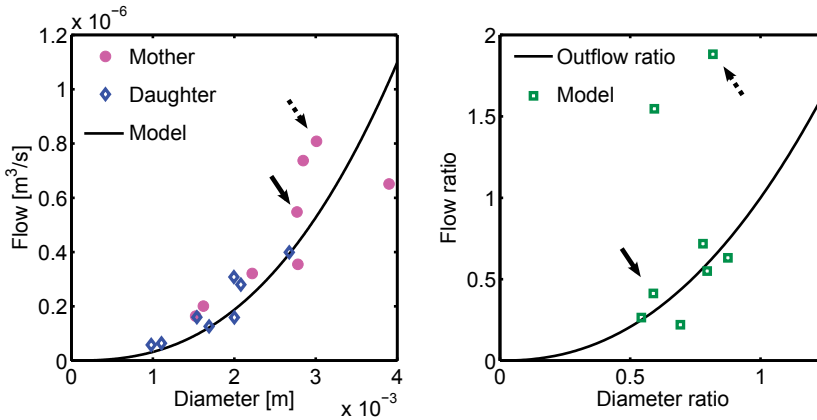 x 10⁻⁶
1.2
1
0.8
0.6
0.4
0.2
0
Flow [m³/s]
Mother
Daughter
Model
0 1 2 3 4
Diameter [m]
x 10⁻³
2
1.5
1
0.5
0
Flow ratio
Outflow ratio
Model
0 0.5 1
Diameter ratio